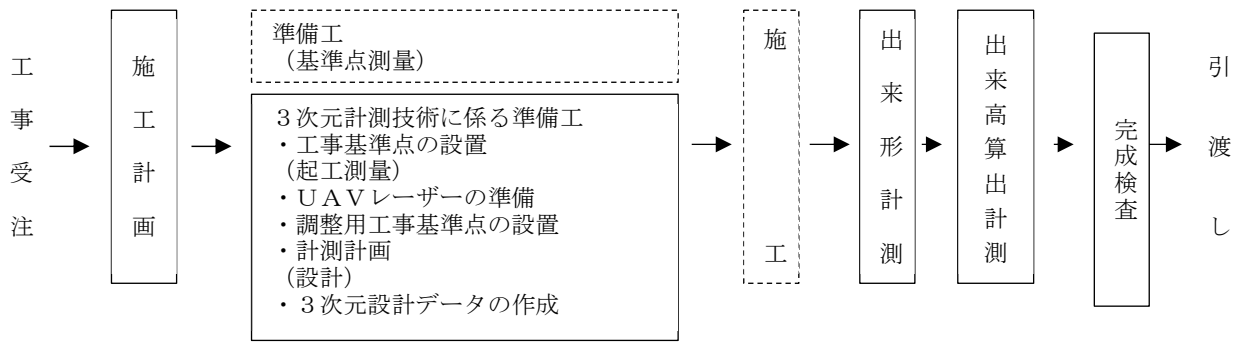 工事受注
施工計画
準備工
（基準点測量）
３次元計測技術に係る準備工
・工事基準点の設置
（起工測量）
・ＵＡＶレーザーの準備
・調整用工事基準点の設置
・計測計画
（設計）
・３次元設計データの作成
施工
出来形計測
出来高算出計測
完成検査
引渡し